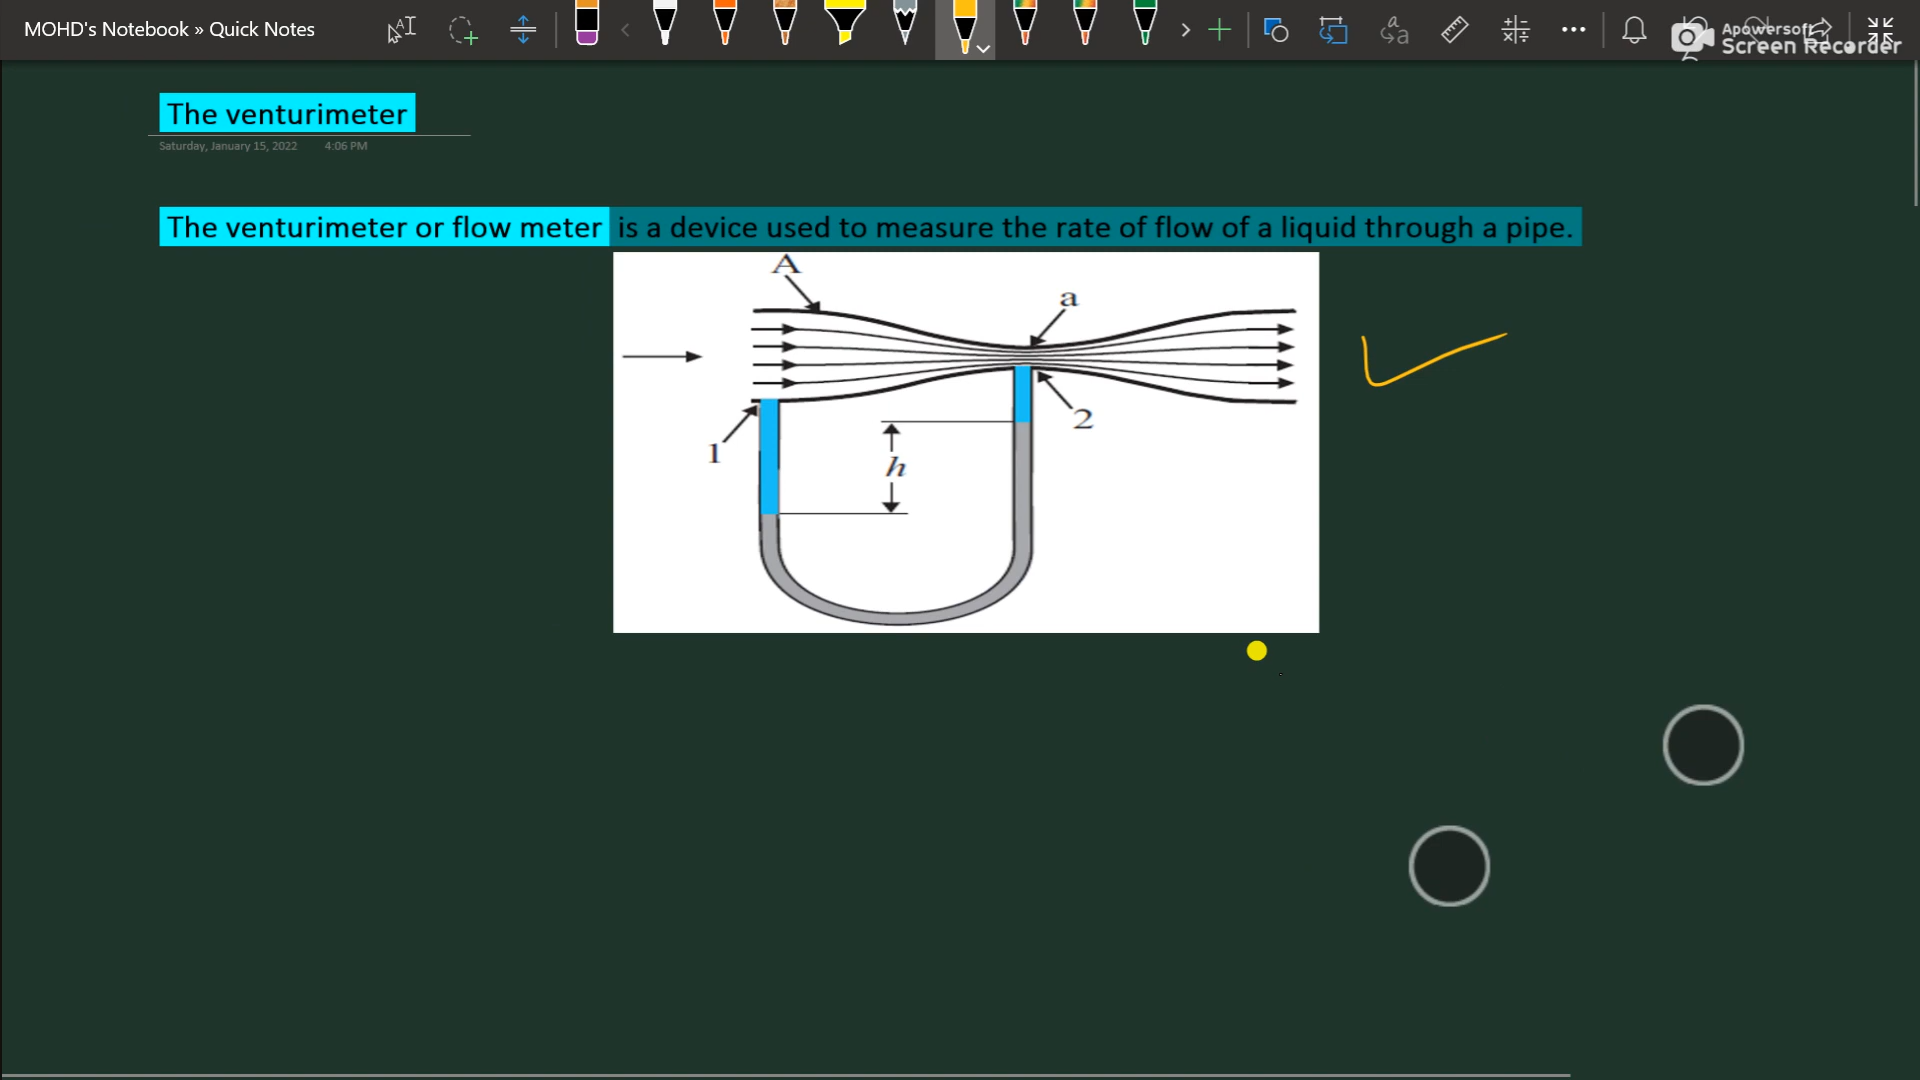 MOHD's Notebook » Quick Notes
Apowersoft
Screen Recorder
The venturimeter
Saturday, January 15, 2022 4:06 PM
The venturimeter or flow meter is a device used to measure the rate of flow of a liquid through a pipe.
A
a
1
2
h